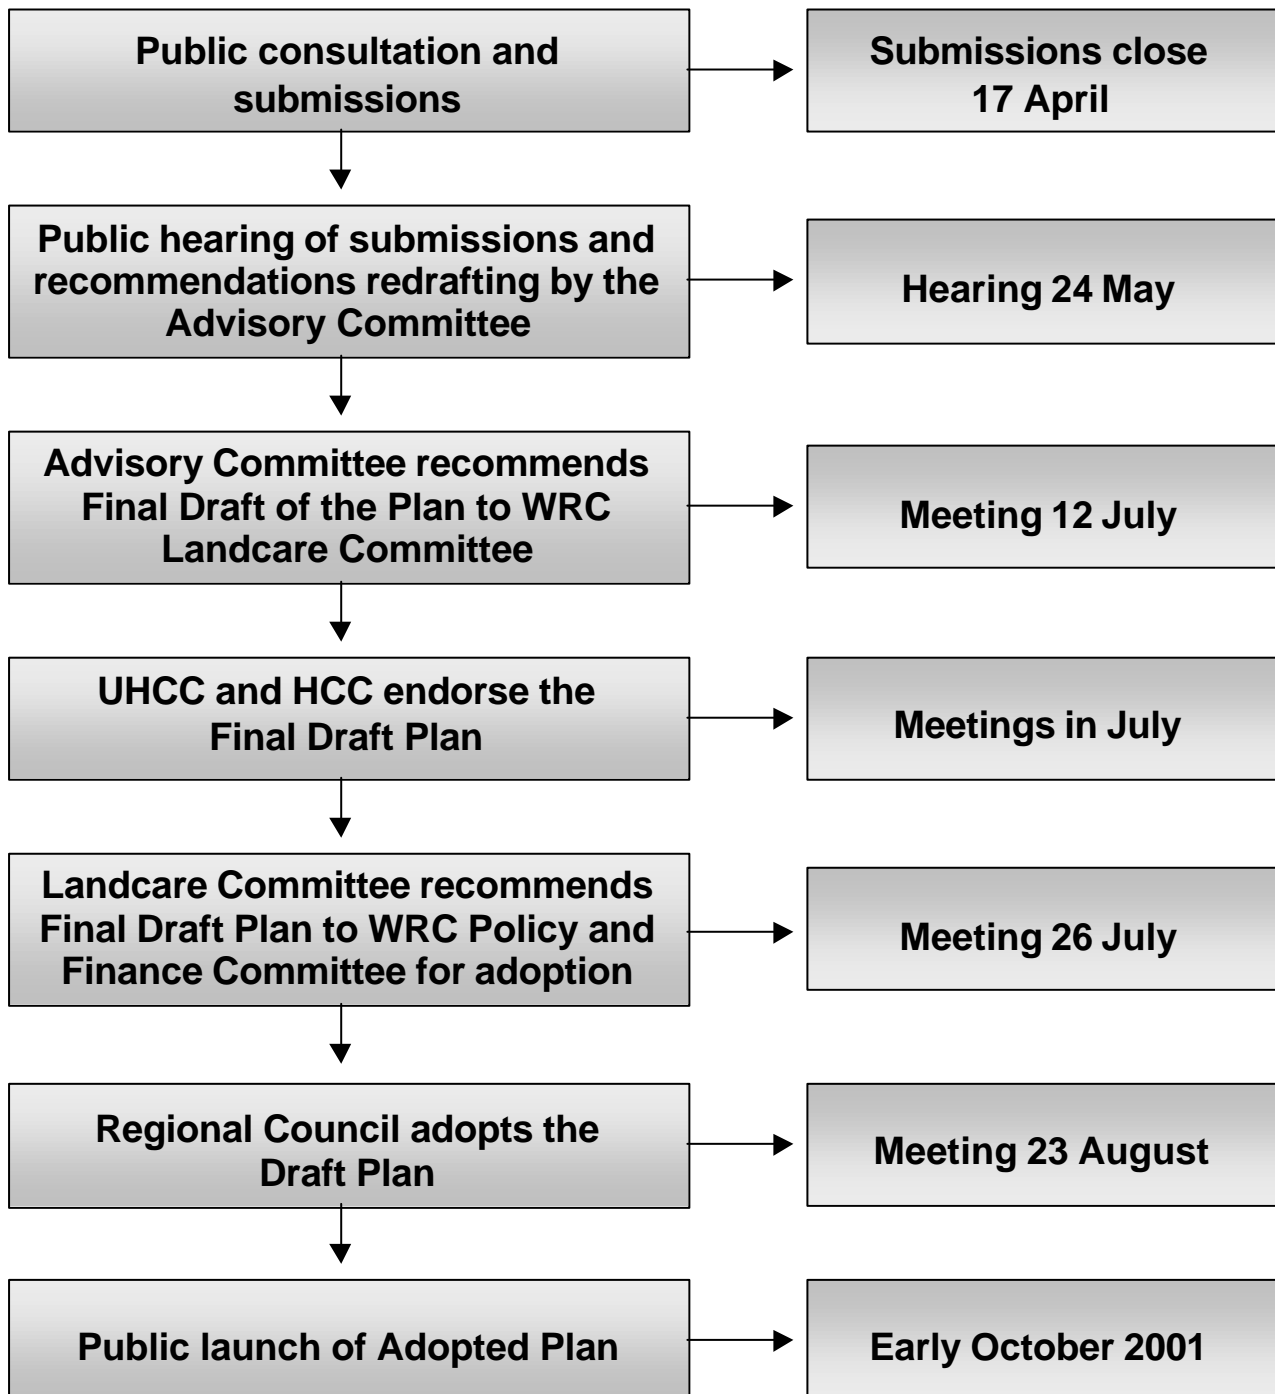 Public consultation and
submissions
Submissions close
17 April
Public hearing of submissions and
recommendations redrafting by the
Advisory Committee
Hearing 24 May
Advisory Committee recommends
Final Draft of the Plan to WRC
Landcare Committee
Meeting 12 July
UHCC and HCC endorse the
Final Draft Plan
Meetings in July
Landcare Committee recommends
Final Draft Plan to WRC Policy and
Finance Committee for adoption
Meeting 26 July
Regional Council adopts the
Draft Plan
Meeting 23 August
Public launch of Adopted Plan
Early October 2001